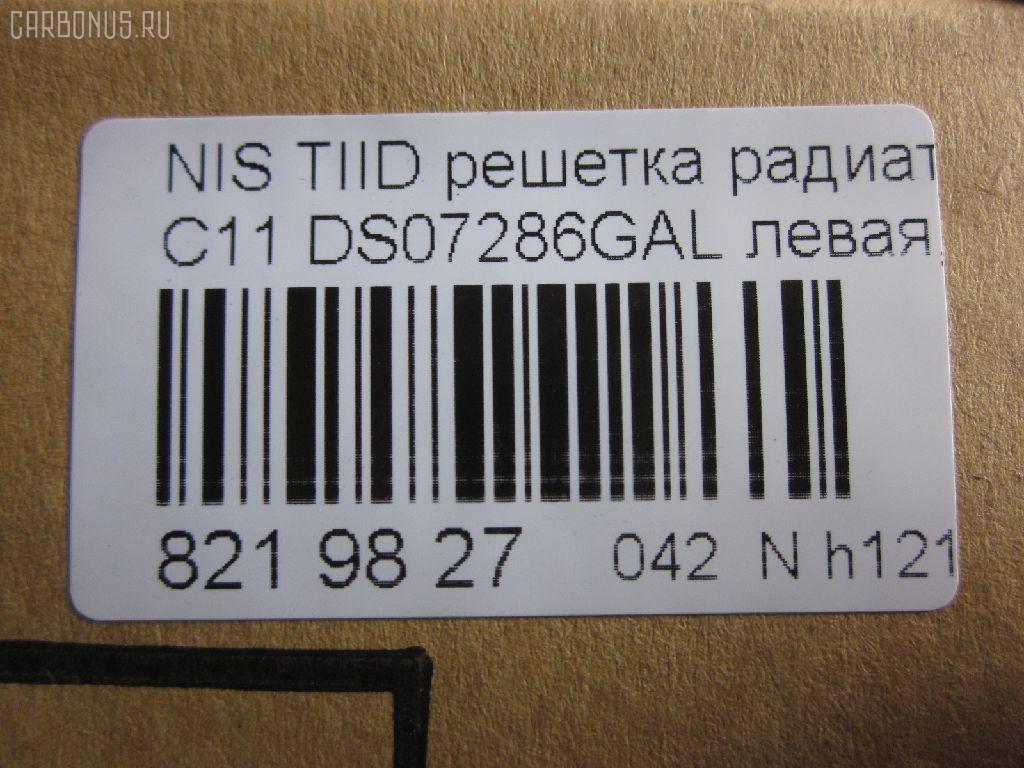 CARBONUS.RU
NIS TIID решетка радиат
C11 DS07286GAL левая
821 98 27 042 N h121